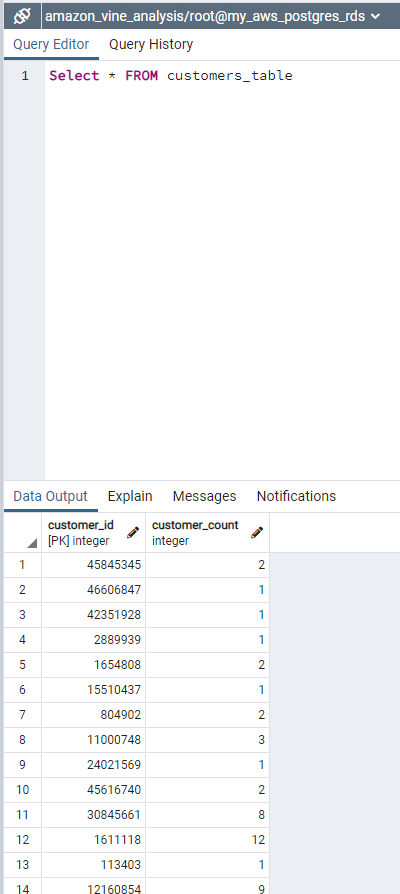 amazon_vine_analysis/root@my_aws_postgres_rds
Query Editor Query History
1 Select * FROM customers_table
Data Output Explain Messages Notifications
customer_id customer_count
[PK] integer integer
1 45845345 2
2 46606847 1
3 42351928 1
4 2889939 1
5 1654808 2
6 15510437 1
7 804902 2
8 11000748 3
9 24021569 1
10 45616740 2
11 30845661 8
12 1611118 12
13 113403 1
14 12160854 9